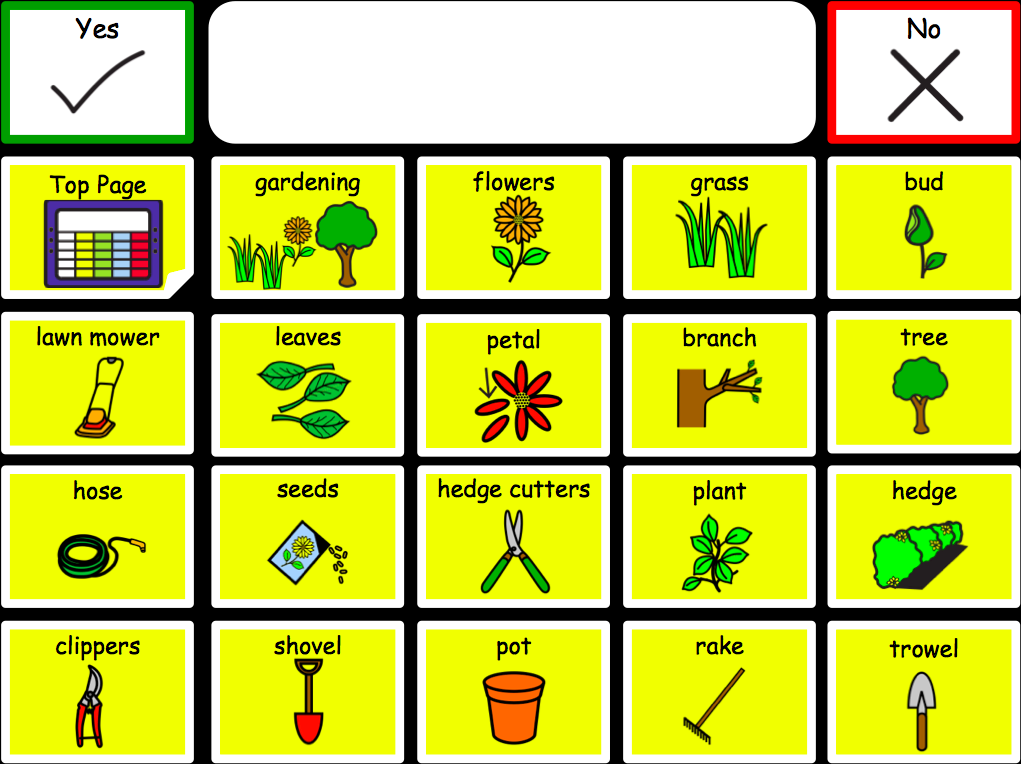 Yes
No
Top Page
gardening
flowers
grass
bud
lawn mower
leaves
petal
branch
tree
hose
seeds
hedge cutters
plant
hedge
clippers
shovel
pot
rake
trowel